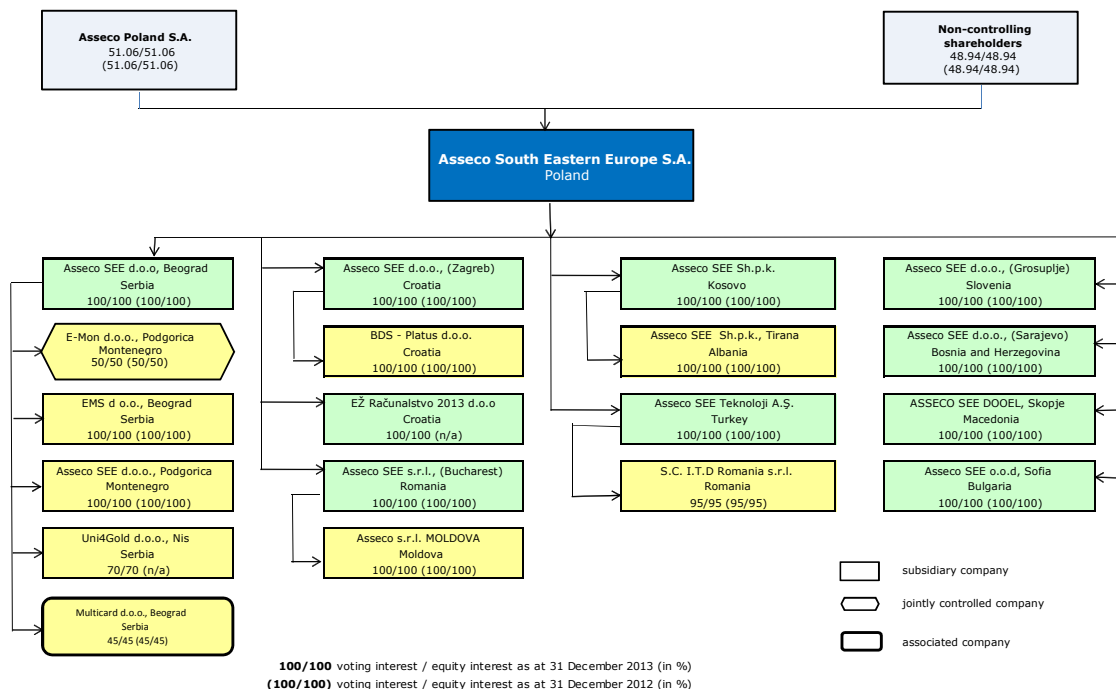 Asseco Poland S.A.
51.06/51.06
(51.06/51.06)
Non-controlling
shareholders
48.94/48.94
(48.94/48.94)
Asseco South Eastern Europe S.A.
Poland
Asseco SEE d.o.o, Beograd
Serbia
100/100 (100/100)
E-Mon d.o.o., Podgorica
Montenegro
50/50 (50/50)
EMS d o.o., Beograd
Serbia
100/100 (100/100)
Asseco SEE d.o.o., Podgorica
Montenegro
100/100 (100/100)
Uni4Gold d.o.o., Nis
Serbia
70/70 (n/a)
Multicard d.o.o., Beograd
Serbia
45/45 (45/45)
Asseco SEE d.o.o., (Zagreb)
Croatia
100/100 (100/100)
BDS - Platus d.o.o.
Croatia
100/100 (100/100)
EŽ Računalstvo 2013 d.o.o
Croatia
100/100 (n/a)
Asseco SEE s.r.l., (Bucharest)
Romania
100/100 (100/100)
Asseco s.r.l. MOLDOVA
Moldova
100/100 (100/100)
Asseco SEE Sh.p.k.
Kosovo
100/100 (100/100)
Asseco SEE Sh.p.k., Tirana
Albania
100/100 (100/100)
Asseco SEE Teknoloji A.Ş.
Turkey
100/100 (100/100)
S.C. I.T.D Romania s.r.l.
Romania
95/95 (95/95)
Asseco SEE d.o.o., (Grosuplje)
Slovenia
100/100 (100/100)
Asseco SEE d.o.o., (Sarajevo)
Bosnia and Herzegovina
100/100 (100/100)
ASSECO SEE DOOEL, Skopje
Macedonia
100/100 (100/100)
Asseco SEE o.o.d, Sofia
Bulgaria
100/100 (100/100)
subsidiary company
jointly controlled company
associated company
100/100 voting interest / equity interest as at 31 December 2013 (in %)
(100/100) voting interest / equity interest as at 31 December 2012 (in %)